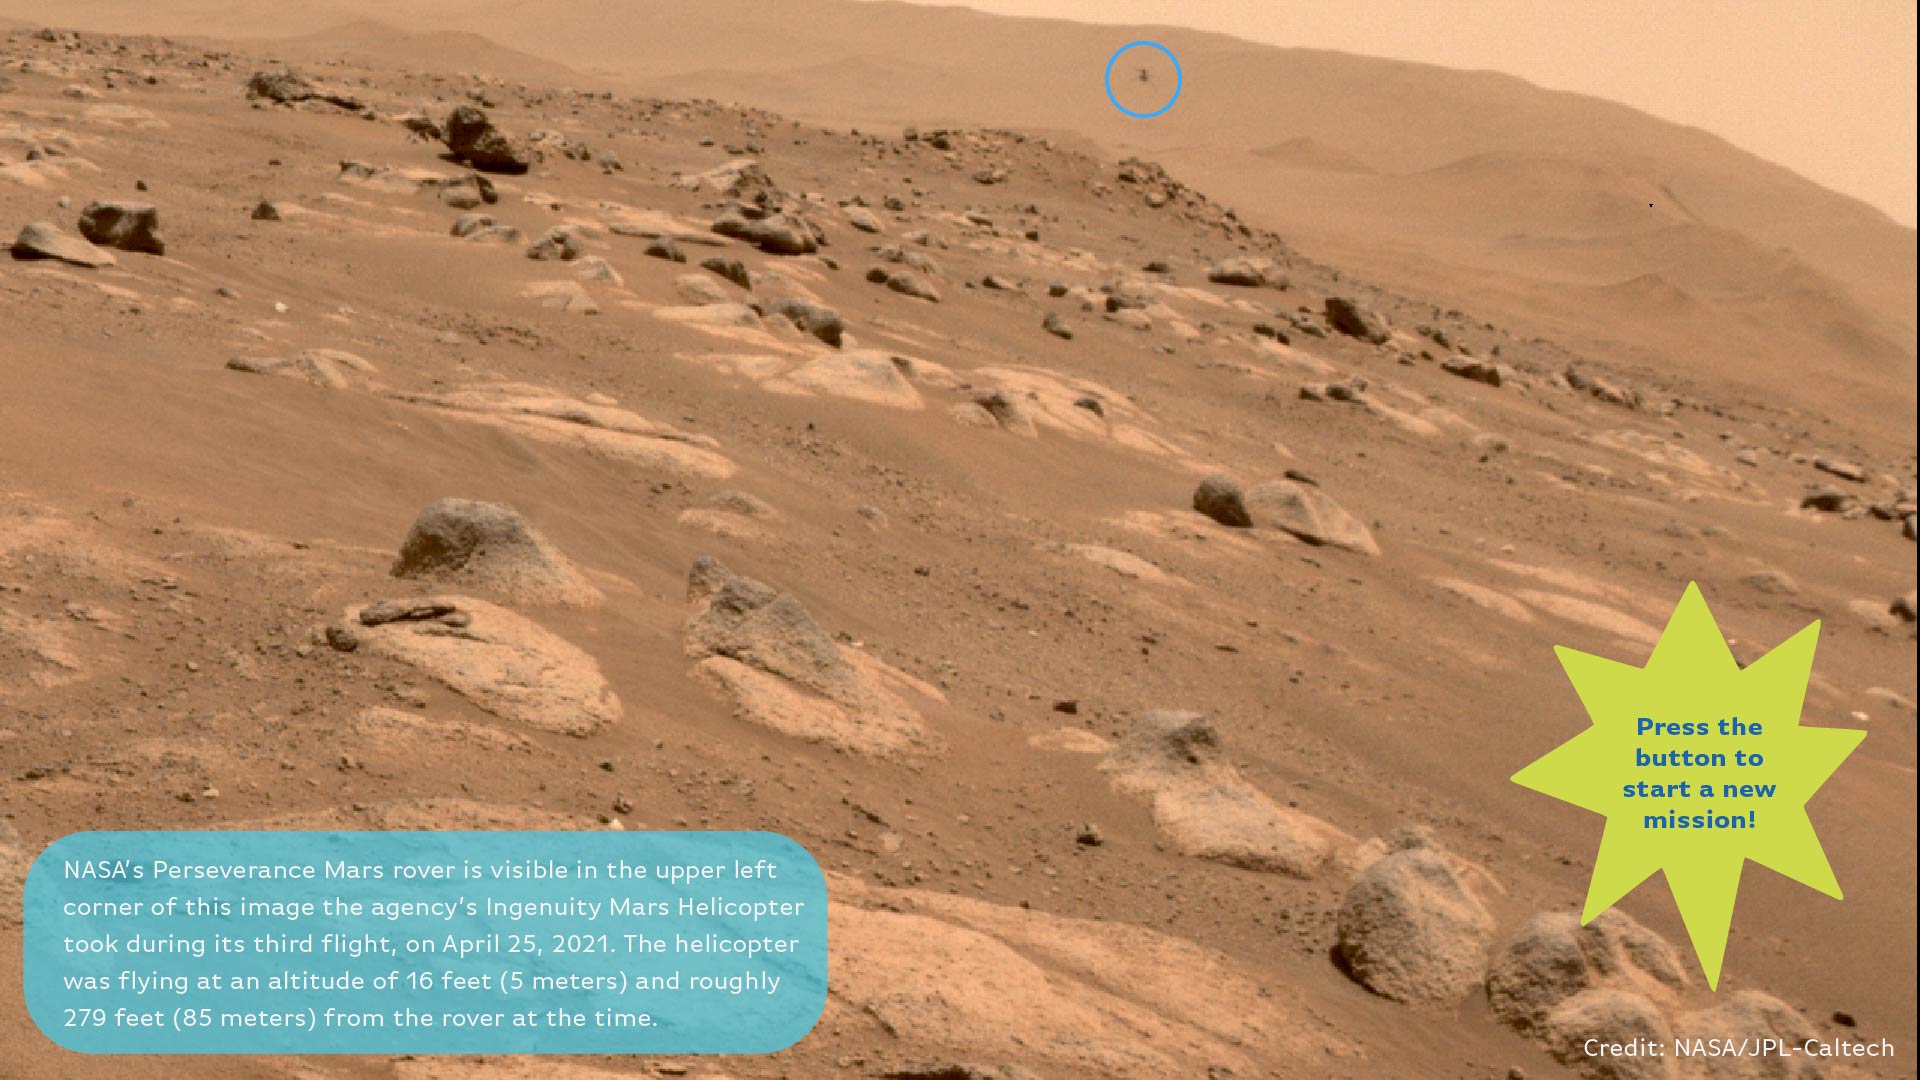 NASA's Perseverance Mars rover is visible in the upper left
corner of this image the agency's Ingenuity Mars Helicopter
took during its third flight, on April 25, 2021. The helicopter
was flying at an altitude of 16 feet (5 meters) and roughly
279 feet (85 meters) from the rover at the time.
Press the
button to
start a new
mission!
Credit: NASA/JPL-Caltech